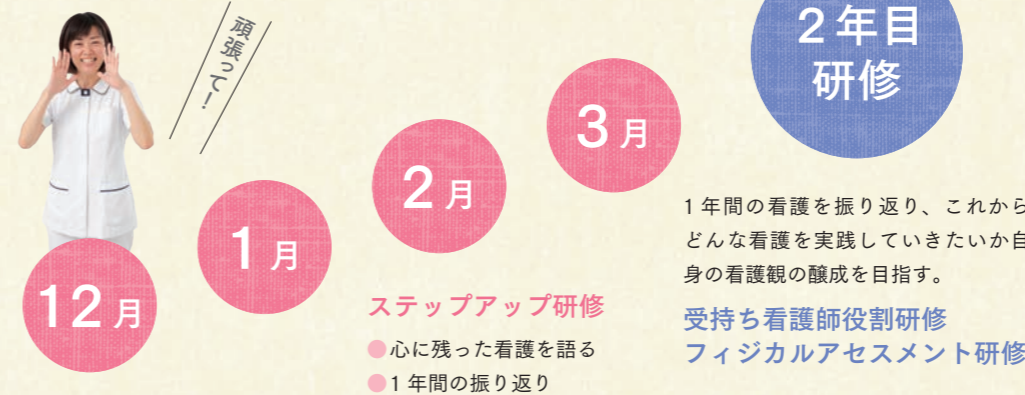 頑張って！
12月
1月
2月
3月
ステップアップ研修
●心に残った看護を語る
●1年間の振り返り
2年目
研修
1年間の看護を振り返り、これから
どんな看護を実践していきたいか自
身の看護観の醸成を目指す。
受持ち看護師役割研修
フィジカルアセスメント研修